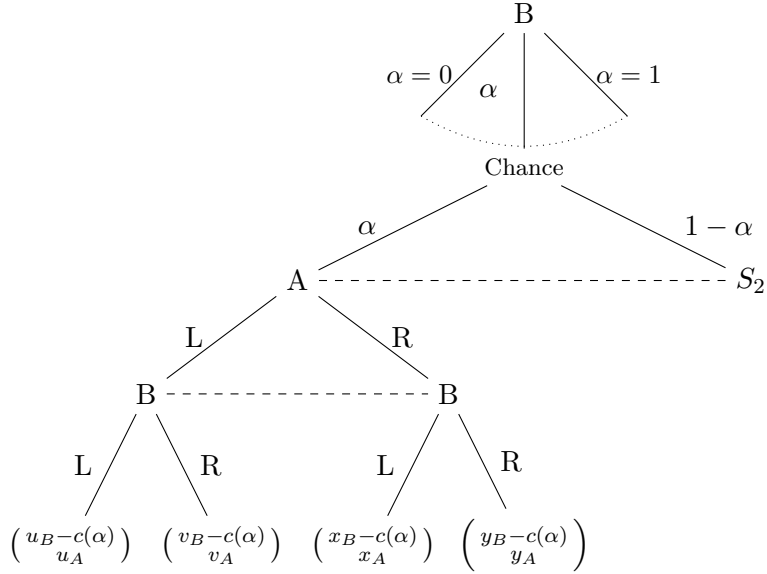 B
α = 0 α α = 1
Chance
α 1 − α
A S₂
L R
B B
L R L R
(u_B−c(α) u_A) (v_B−c(α) v_A) (x_B−c(α) x_A) (y_B−c(α) y_A)